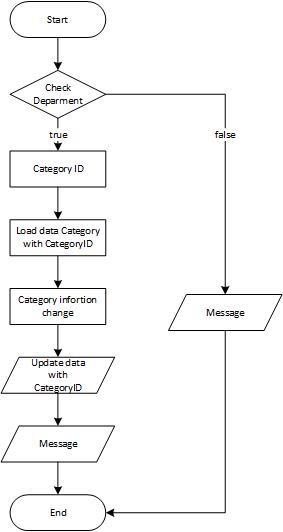 Start
Check
Deparment
true
false
Category ID
Load data Category
with CategoryID
Category infortion
change
Message
Update data
with
CategoryID
Message
End